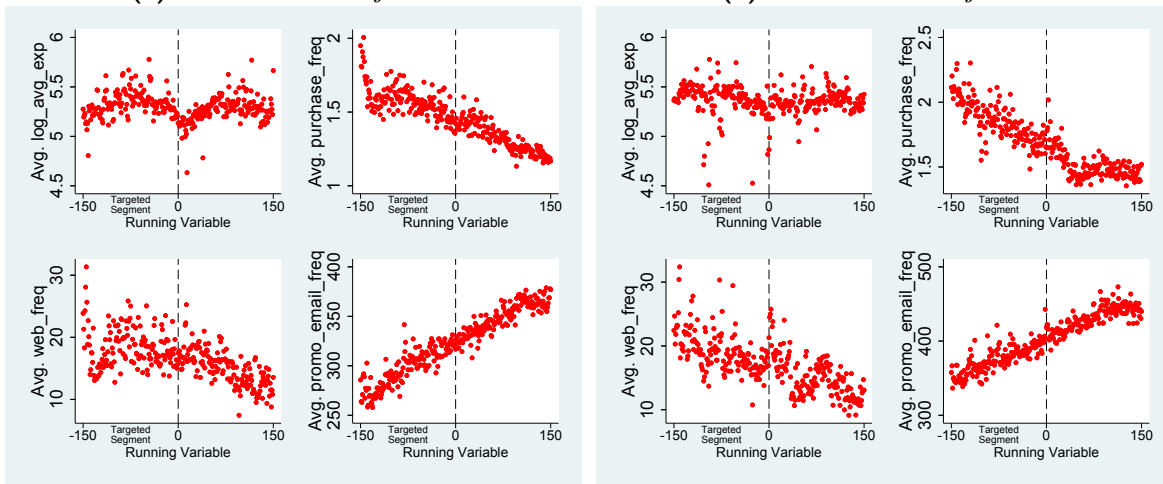 Avg. log_avg_exp
6
5.5
5
4.5
-150
Targeted
Segment
0
150
Running Variable
Avg. purchase_freq
2
1.5
1
-150
Targeted
Segment
0
150
Running Variable
Avg. web_freq
30
20
10
-150
Targeted
Segment
0
150
Running Variable
Avg. promo_email_freq
400
350
300
250
-150
Targeted
Segment
0
150
Running Variable
Avg. log_avg_exp
6
5.5
5
4.5
-150
Targeted
Segment
0
150
Running Variable
Avg. purchase_freq
2.5
2
1.5
-150
Targeted
Segment
0
150
Running Variable
Avg. web_freq
30
20
10
-150
Targeted
Segment
0
150
Running Variable
Avg. promo_email_freq
500
400
300
-150
Targeted
Segment
0
150
Running Variable